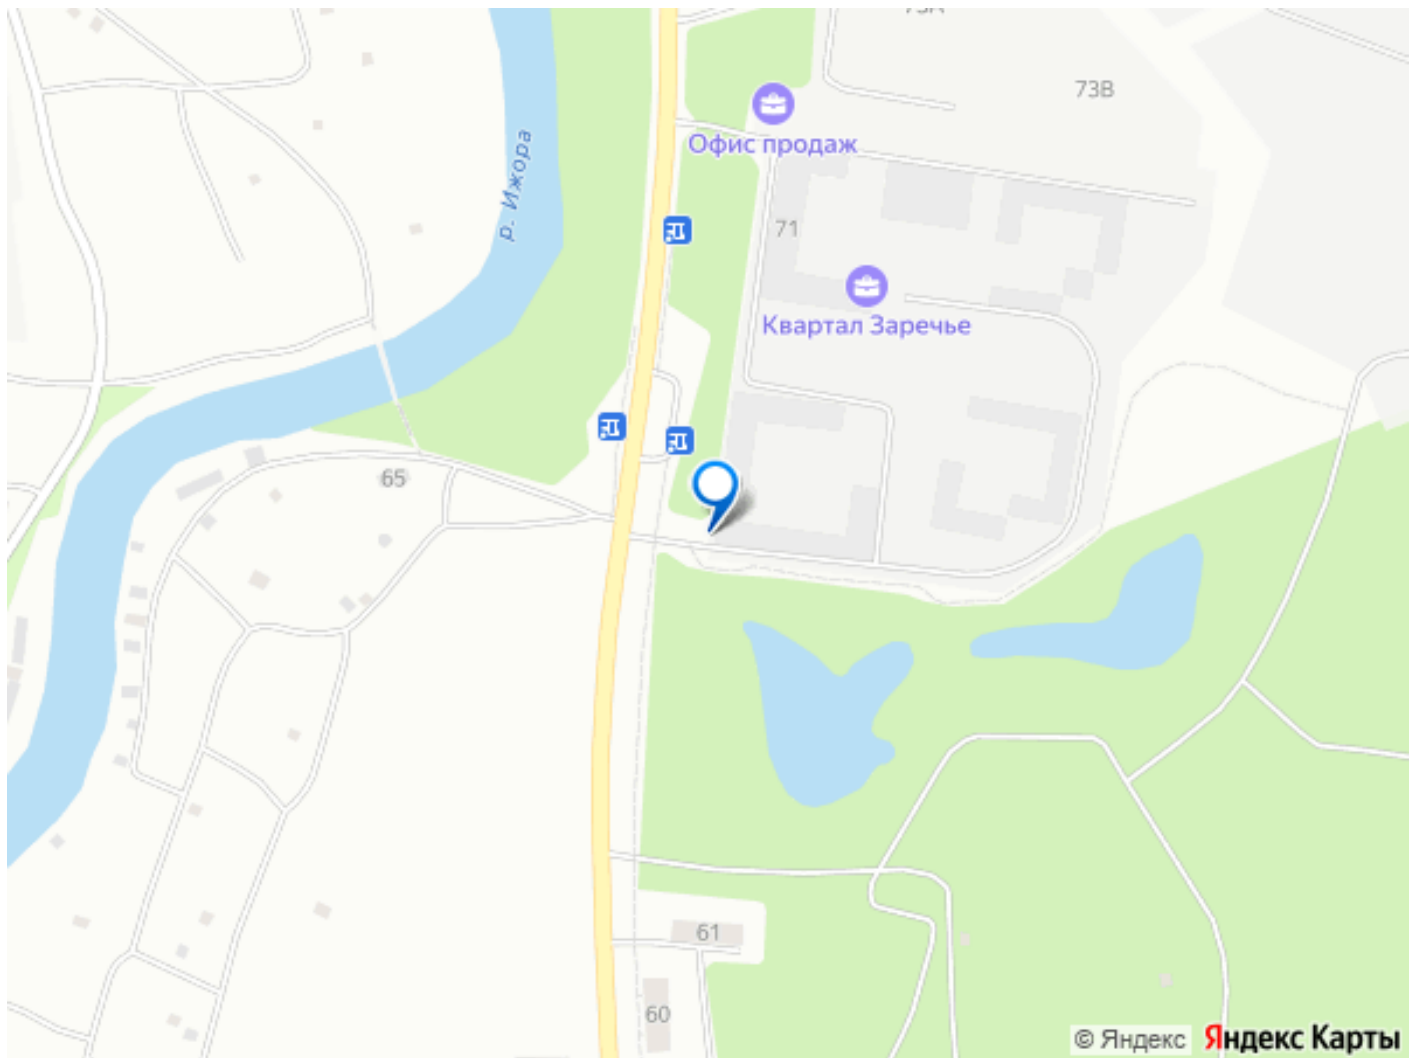 73А
73В
Офис продаж
р. Ижора
71
Квартал Заречье
65
61
60
© Яндекс Яндекс Карты